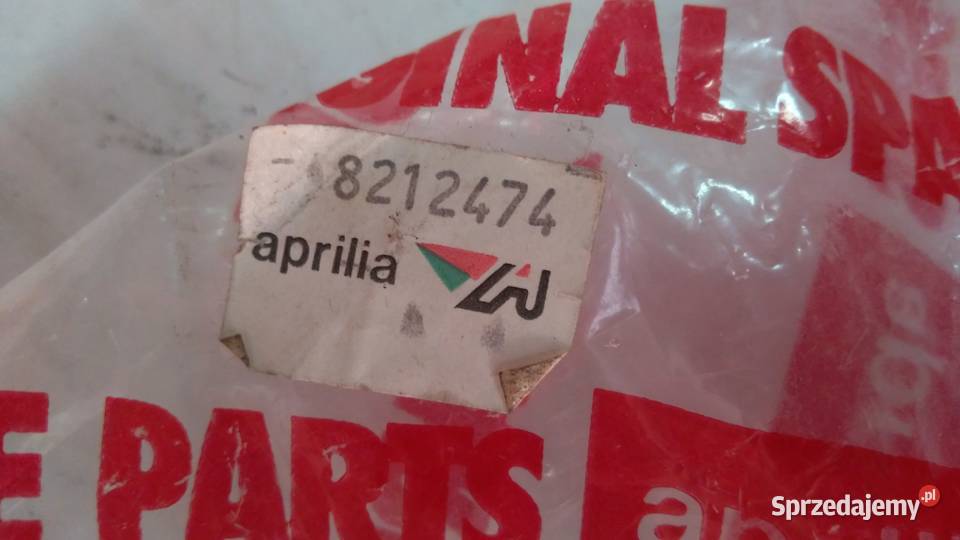 INAL SPA
8212474
aprilia
E PARTS
Sprzedajemy.pl